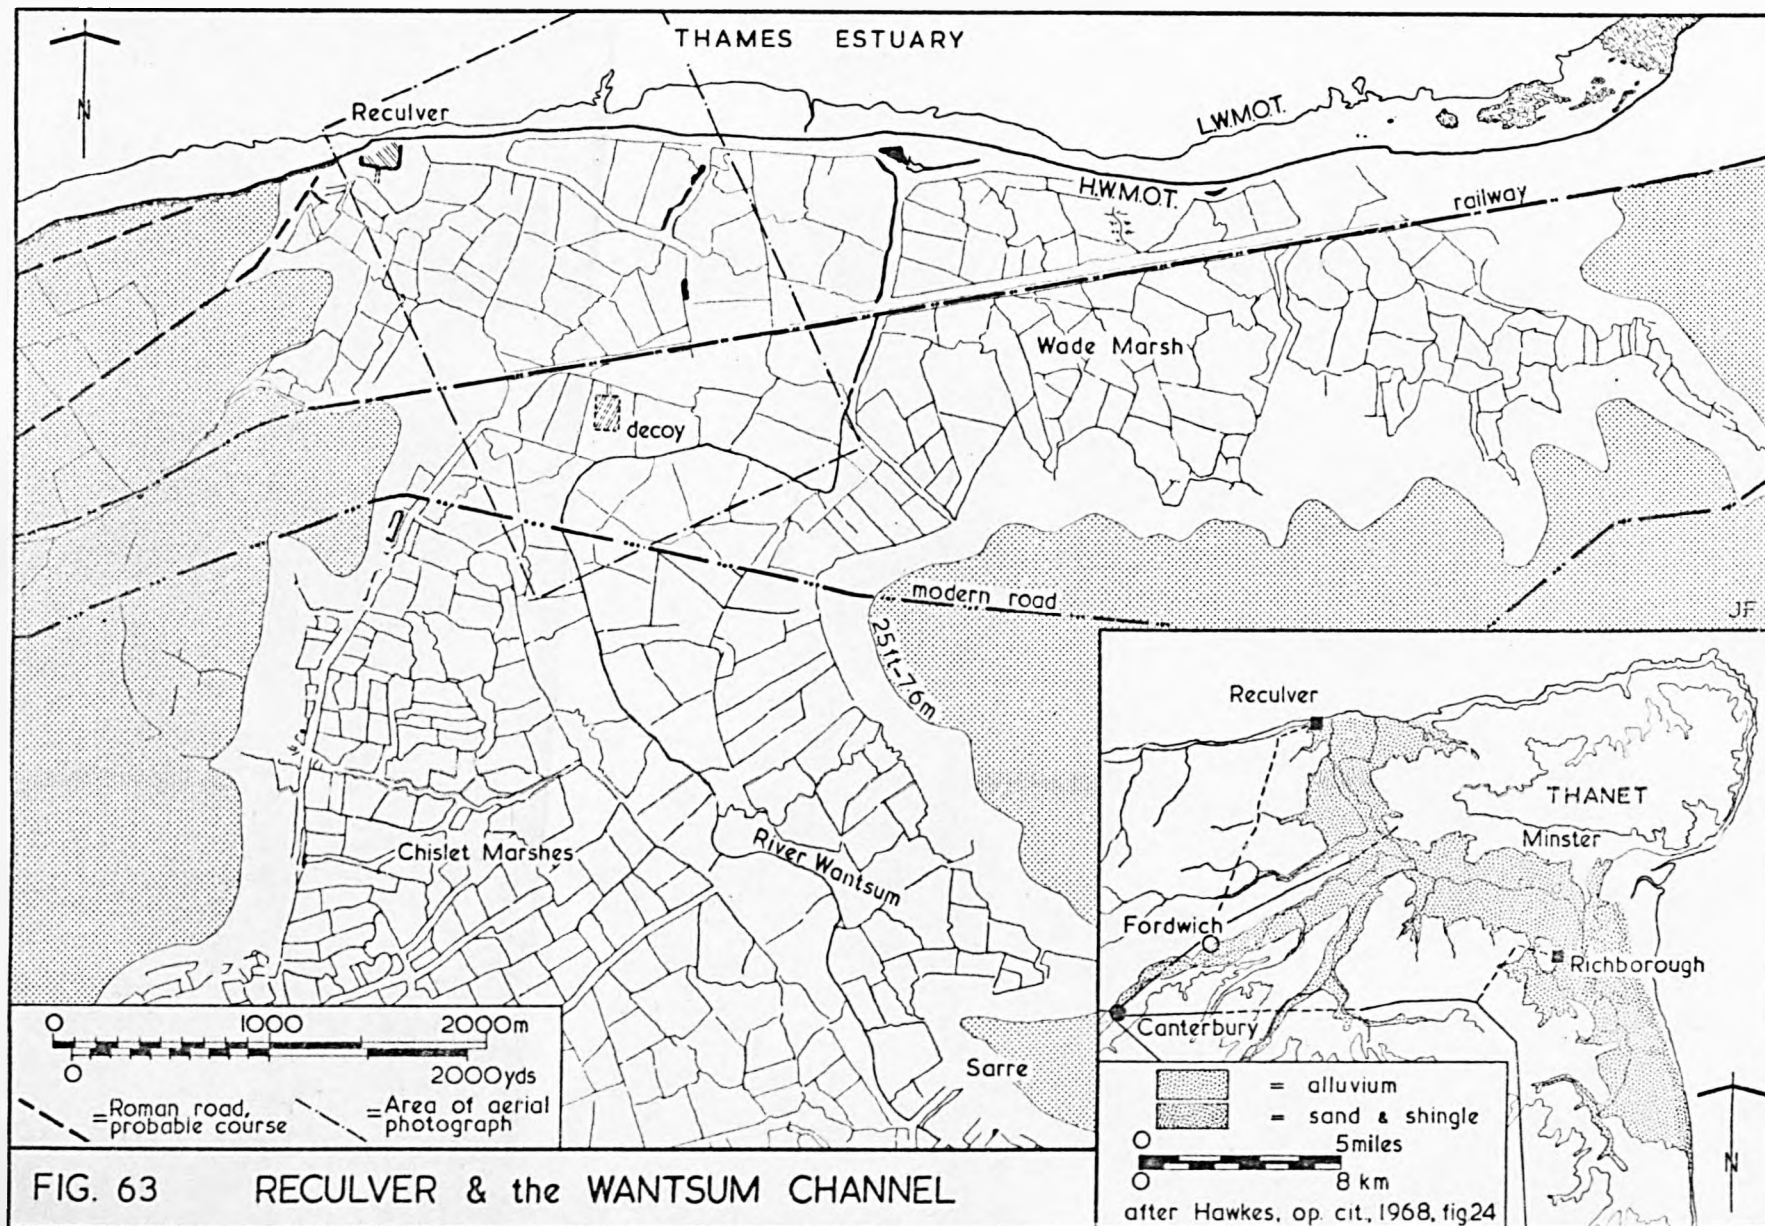 THAMES ESTUARY
N
Reculver
L.W.M.O.T.
H.W.M.O.T.
railway
Wade Marsh
decoy
modern road
JF
25ft-7.6m
Chislet Marshes
River Wantsum
Sarre
0 1000 2000m
0 2000yds
=Roman road, probable course
=Area of aerial photograph
Reculver
THANET
Minster
Fordwich
Richborough
Canterbury
= alluvium
= sand & shingle
0 5miles
0 8 km
N
after Hawkes, op. cit., 1968, fig24
FIG. 63 RECULVER & the WANTSUM CHANNEL